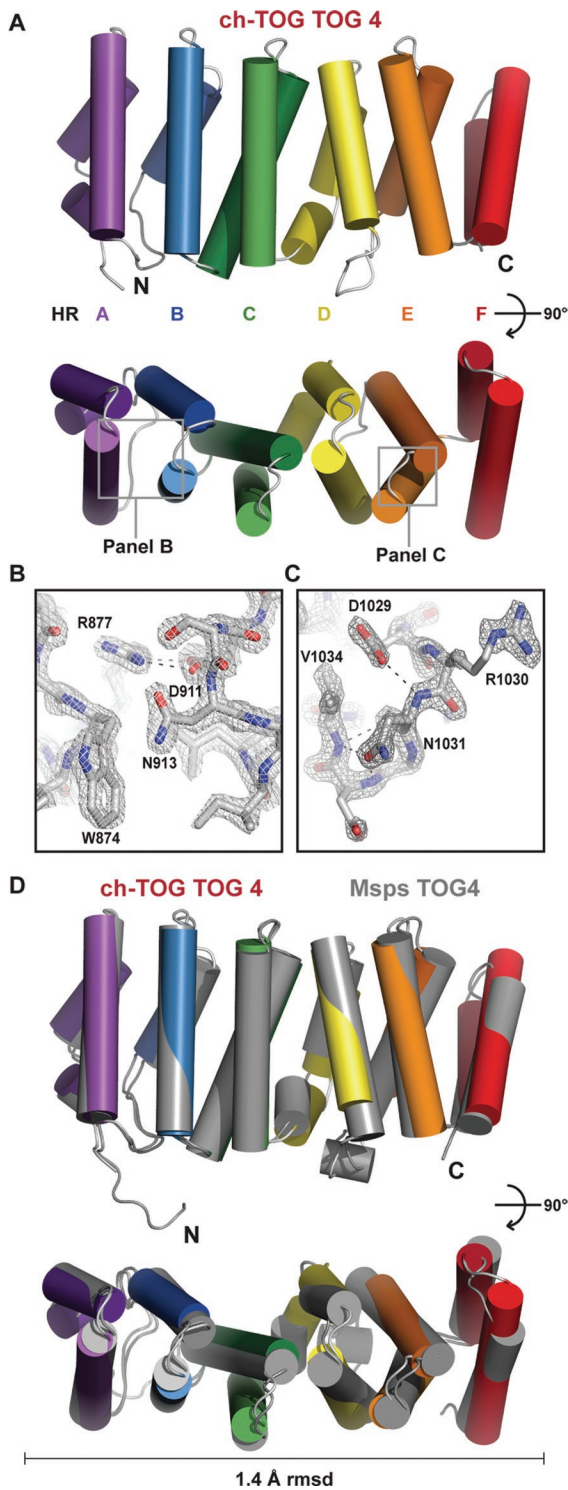 A
ch-TOG TOG 4
N
C
HR A B C D E F 90°
Panel B
Panel C
B
R877
D911
N913
W874
C
D1029
V1034
R1030
N1031
D
ch-TOG TOG 4 Msps TOG4
C
N
90°
1.4 Å rmsd